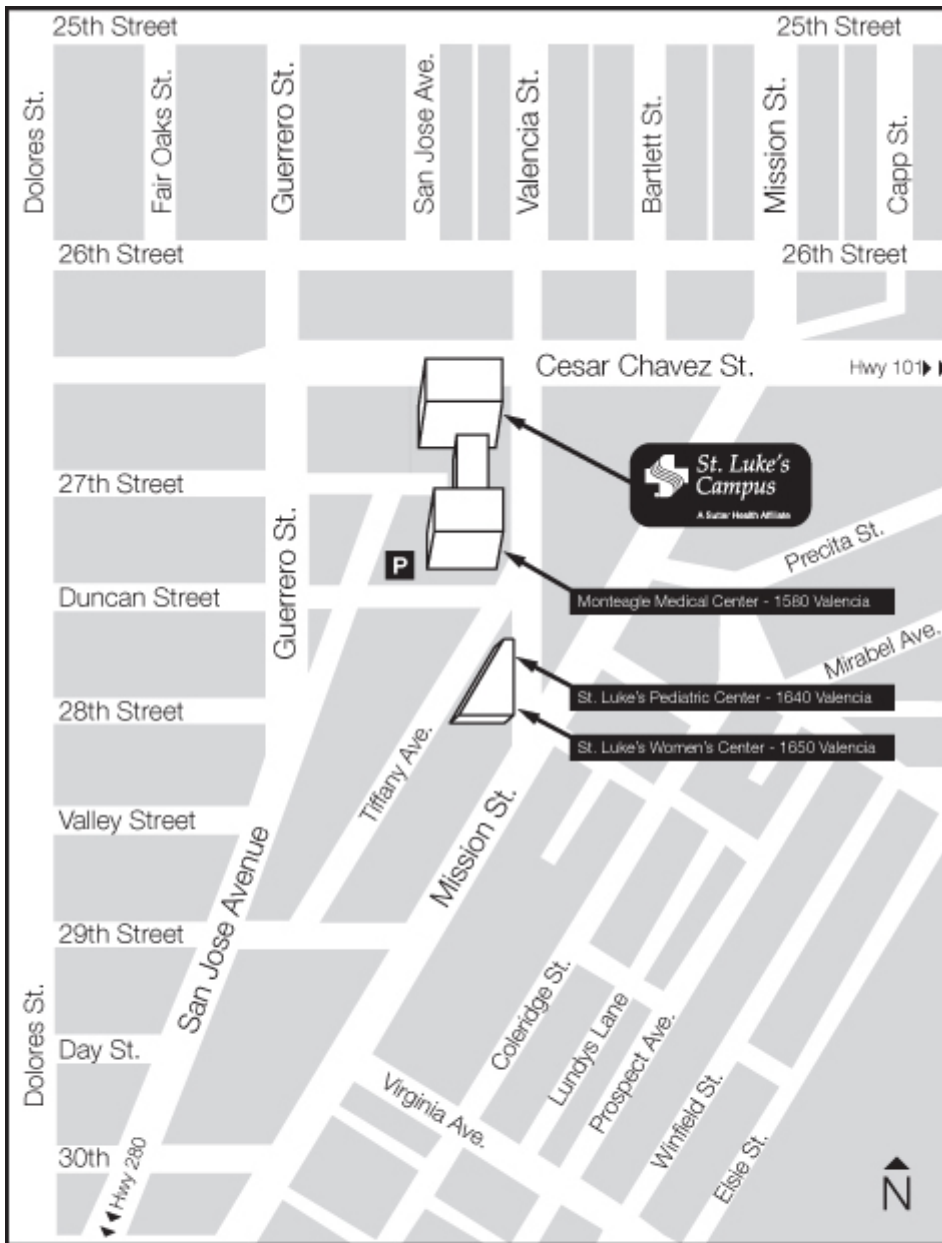 25th Street
25th Street
Dolores St.
Fair Oaks St.
Guerrero St.
San Jose Ave.
Valencia St.
Bartlett St.
Mission St.
Capp St.
26th Street
26th Street
Cesar Chavez St.
Hwy 101
St. Luke's
Campus
A Sutter Health Affiliate
27th Street
Precita St.
P
Guerrero St.
Duncan Street
Monteagle Medical Center - 1580 Valencia
Mirabel Ave.
28th Street
St. Luke's Pediatric Center - 1640 Valencia
St. Luke's Women's Center - 1650 Valencia
Tiffany Ave.
Valley Street
Mission St.
San Jose Avenue
29th Street
Dolores St.
Coleridge St.
Lundys Lane
Prospect Ave.
Day St.
Virginia Ave.
Winfield St.
Elsie St.
30th
Hwy 280
N